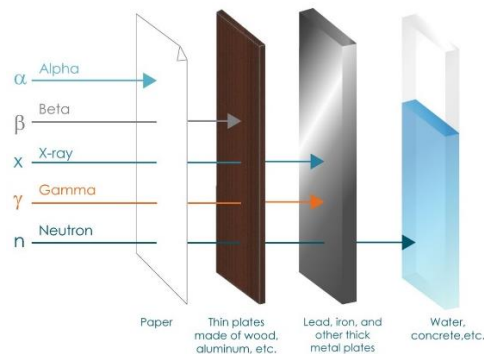 α Alpha
β Beta
x X-ray
γ Gamma
n Neutron
Paper
Thin plates
made of wood,
aluminum, etc.
Lead, iron, and
other thick
metal plates
Water,
concrete,etc.